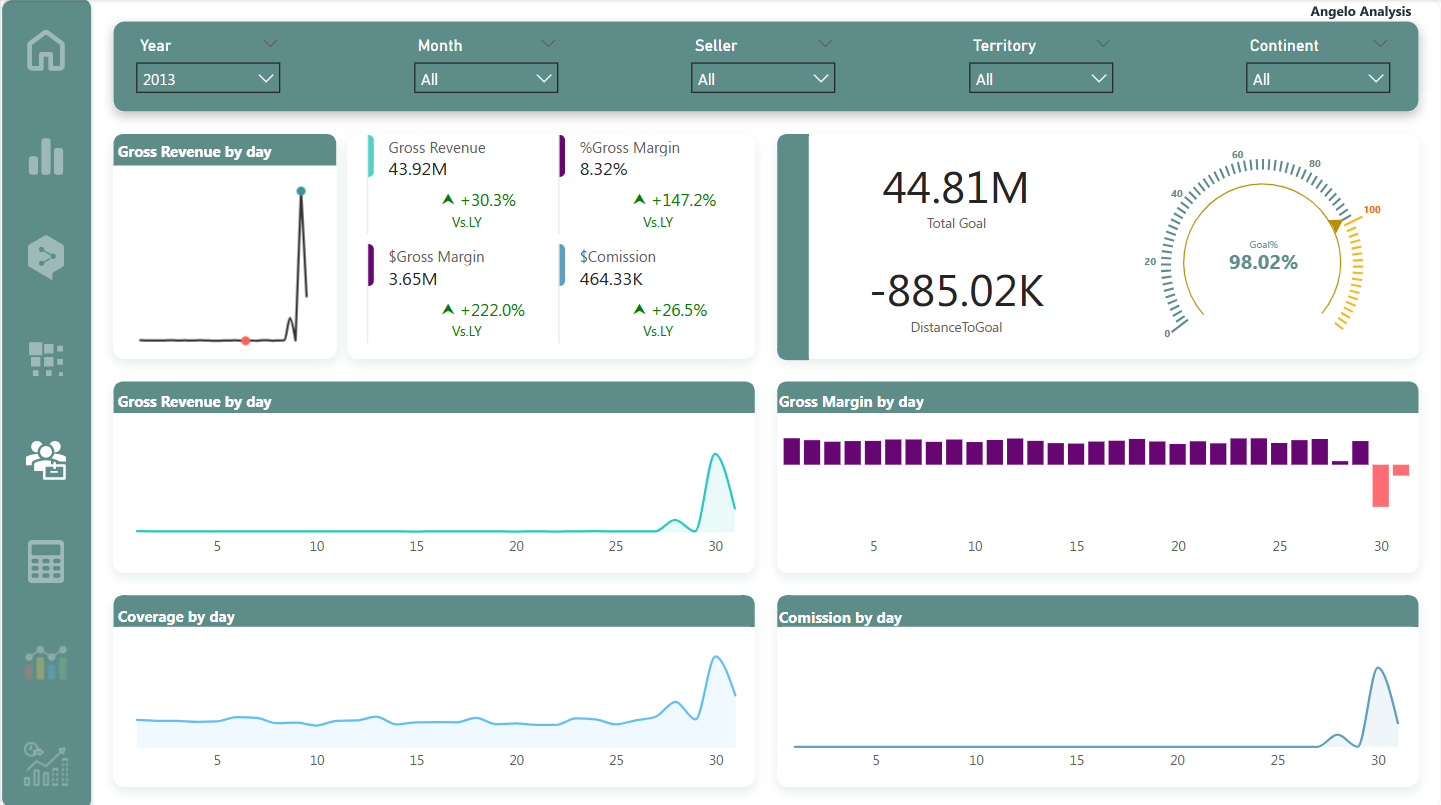 Angelo Analysis
Year
Month
Seller
Territory
Continent
2013
All
All
All
All
Gross Revenue by day
Gross Revenue
43.92M
+30.3%
Vs.LY
%Gross Margin
8.32%
+147.2%
Vs.LY
$Gross Margin
3.65M
+222.0%
Vs.LY
$Comission
464.33K
+26.5%
Vs.LY
44.81M
Total Goal
-885.02K
DistanceToGoal
0
20
40
60
80
100
Goal%
98.02%
Gross Revenue by day
5 10 15 20 25 30
Gross Margin by day
5 10 15 20 25 30
Coverage by day
5 10 15 20 25 30
Comission by day
5 10 15 20 25 30